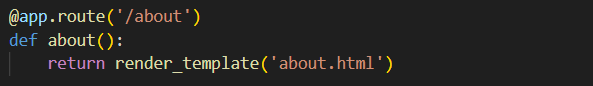 @app.route('/about')
def about():
    return render_template('about.html')